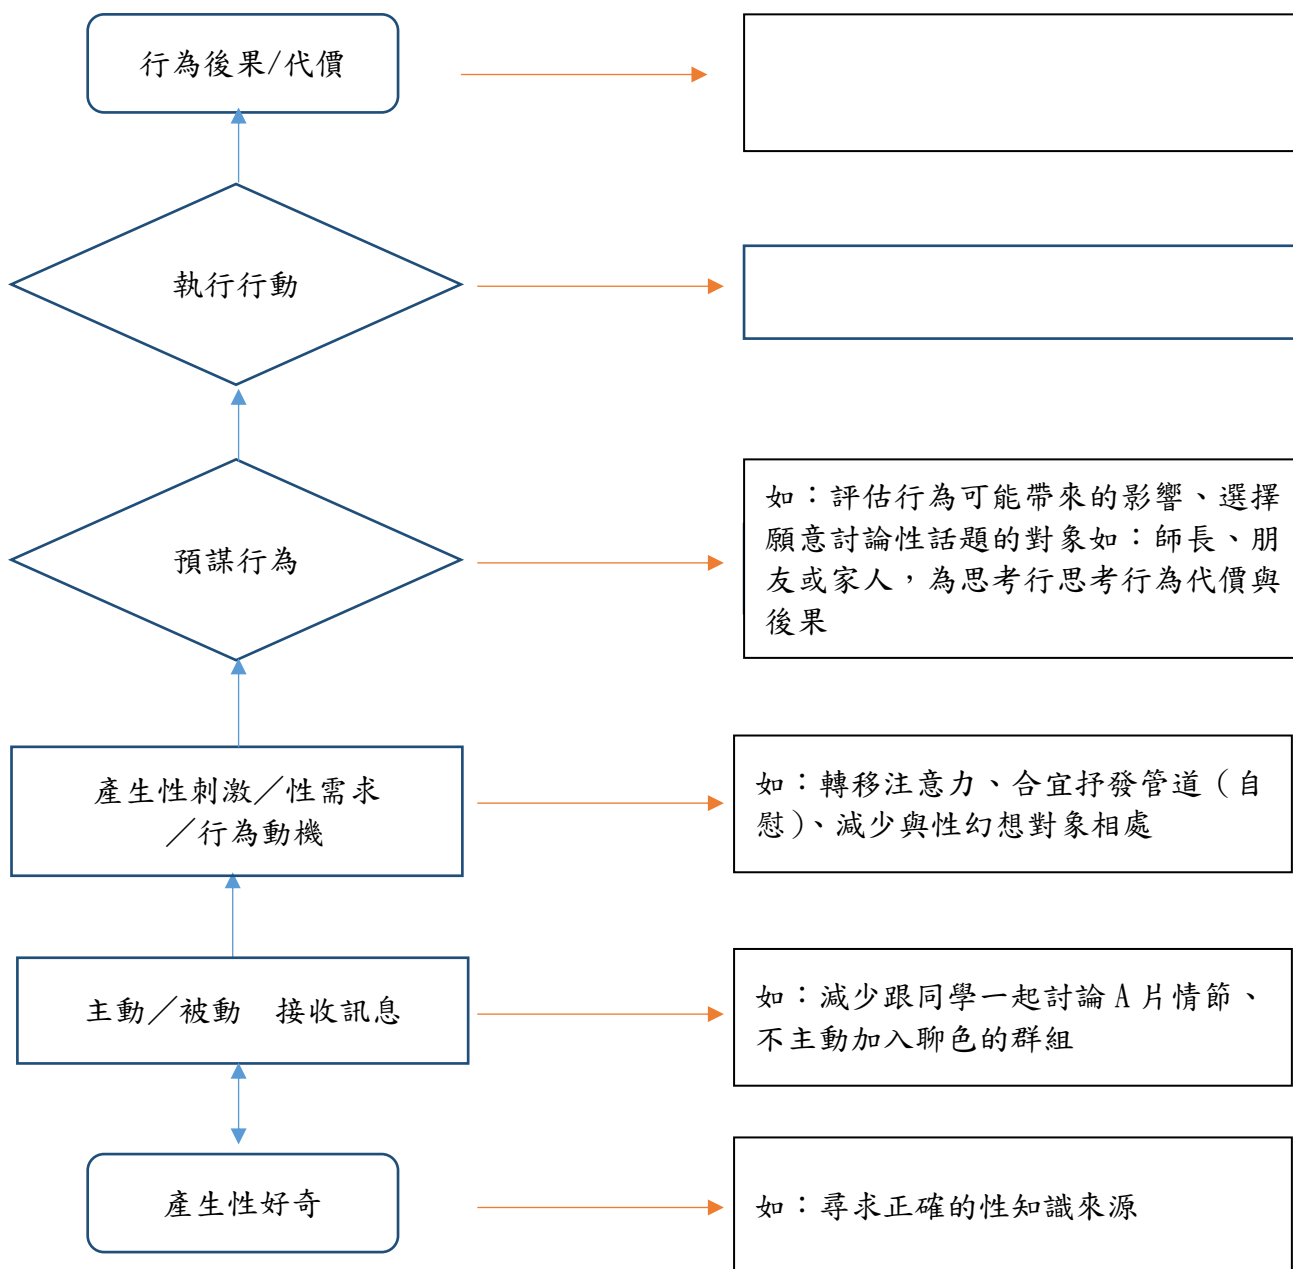 行為後果/代價
執行行動
預謀行為
如：評估行為可能帶來的影響、選擇
願意討論性話題的對象如：師長、朋
友或家人，為思考行思考行為代價與
後果
產生性刺激／性需求
／行為動機
如：轉移注意力、合宜抒發管道（自
慰）、減少與性幻想對象相處
主動／被動　接收訊息
如：減少跟同學一起討論 A 片情節、
不主動加入聊色的群組
產生性好奇
如：尋求正確的性知識來源